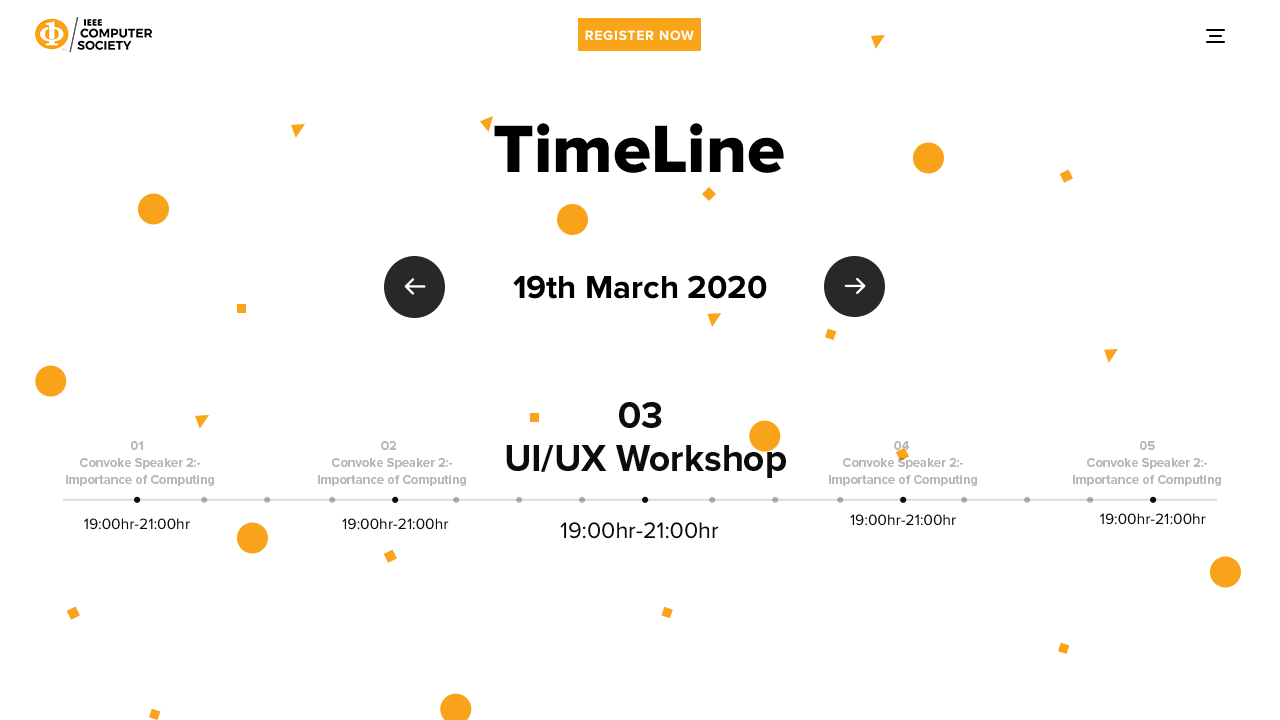 IEEE
COMPUTER
SOCIETY
REGISTER NOW
TimeLine
19th March 2020
01
Convoke Speaker 2:-
Importance of Computing
19:00hr-21:00hr
02
Convoke Speaker 2:-
Importance of Computing
19:00hr-21:00hr
03
UI/UX Workshop
19:00hr-21:00hr
04
Convoke Speaker 2:-
Importance of Computing
19:00hr-21:00hr
05
Convoke Speaker 2:-
Importance of Computing
19:00hr-21:00hr